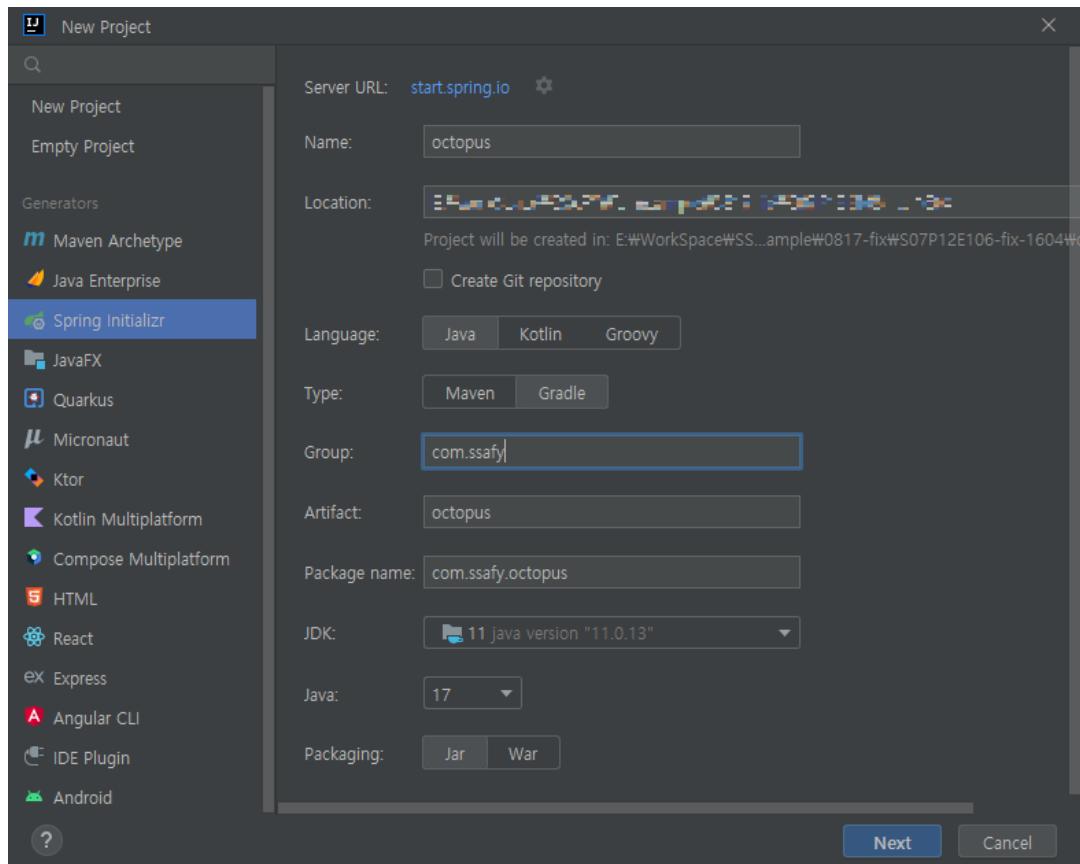 New Project
New Project
Empty Project
Generators
Maven Archetype
Java Enterprise
Spring Initializr
JavaFX
Quarkus
Micronaut
Ktor
Kotlin Multiplatform
Compose Multiplatform
HTML
React
Express
Angular CLI
IDE Plugin
Android
?
Server URL: start.spring.io
Name: octopus
Location:
Project will be created in: E:₩WorkSpace₩SS...ample₩0817-fix₩S07P12E106-fix-1604₩
Create Git repository
Language: Java Kotlin Groovy
Type: Maven Gradle
Group: com.ssafy
Artifact: octopus
Package name: com.ssafy.octopus
JDK: 11 java version "11.0.13"
Java: 17
Packaging: Jar War
Next Cancel